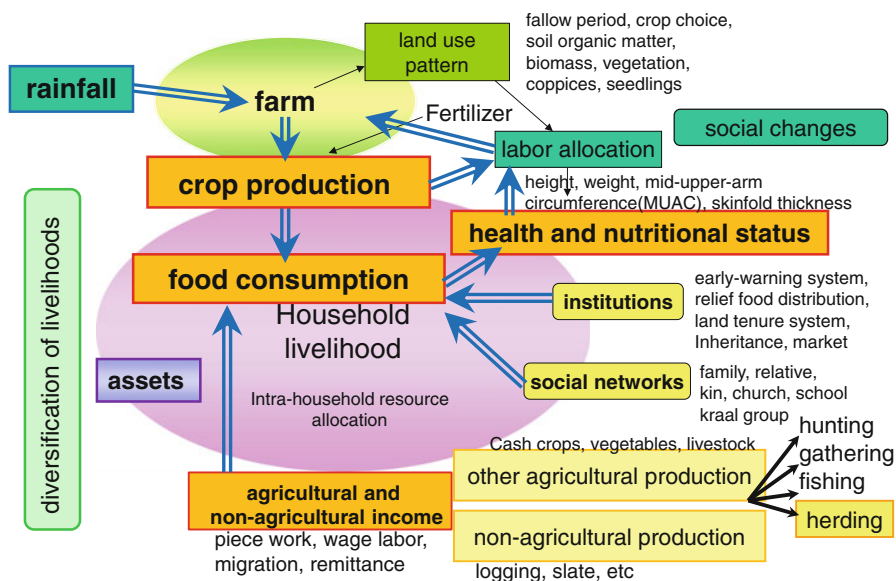 land use
pattern
fallow period, crop choice,
soil organic matter,
biomass, vegetation,
coppices, seedlings
rainfall
farm
Fertilizer
social changes
labor allocation
crop production
height, weight, mid-upper-arm
circumference(MUAC), skinfold thickness
health and nutritional status
diversification of livelihoods
food consumption
institutions
early-warning system,
relief food distribution,
land tenure system,
Inheritance, market
Household
livelihood
assets
social networks
family, relative,
kin, church, school
kraal group
Intra-household resource
allocation
Cash crops, vegetables, livestock
other agricultural production
hunting
gathering
fishing
herding
agricultural and
non-agricultural income
piece work, wage labor,
migration, remittance
non-agricultural production
logging, slate, etc